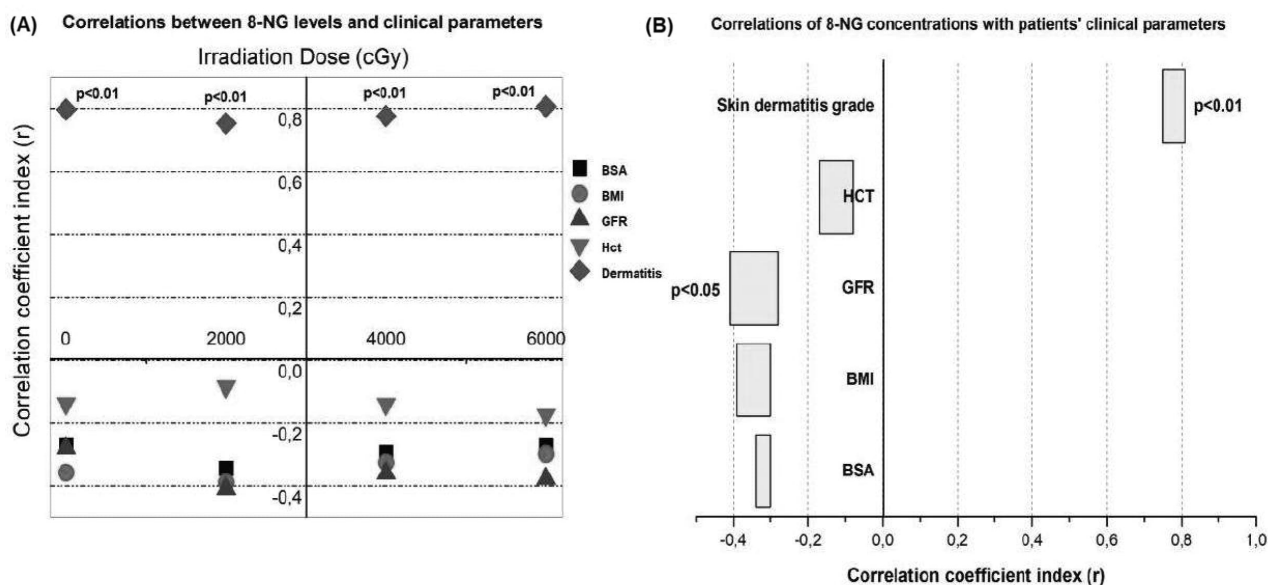 (A) Correlations between 8-NG levels and clinical parameters
Irradiation Dose (cGy)
Correlation coefficient index (r)
p<0.01 p<0.01 p<0.01 p<0.01
0,8
0,6
0,4
0,2
0 2000 4000 6000
0,0
-0,2
-0,4
BSA
BMI
GFR
Hct
Dermatitis
(B) Correlations of 8-NG concentrations with patients' clinical parameters
Skin dermatitis grade
p<0.01
HCT
p<0.05
GFR
BMI
BSA
-0,4 -0,2 0,0 0,2 0,4 0,6 0,8 1,0
Correlation coefficient index (r)